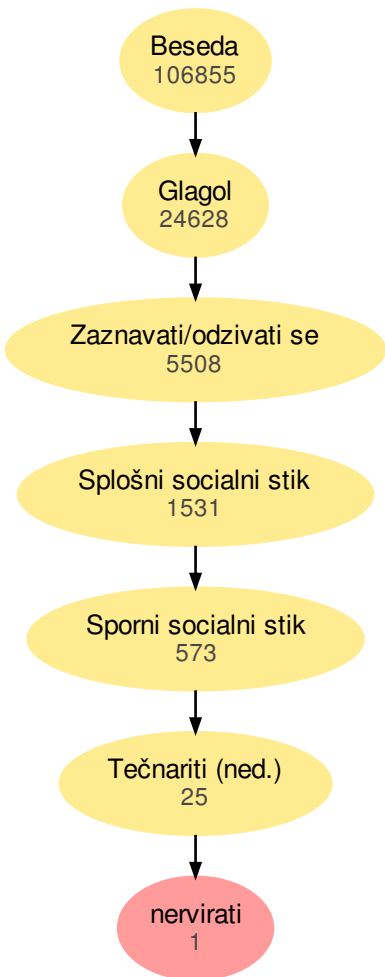 Beseda
106855
Glagol
24628
Zaznavati/odzivati se
5508
Splošni socialni stik
1531
Sporni socialni stik
573
Tečnariti (ned.)
25
nervirati
1